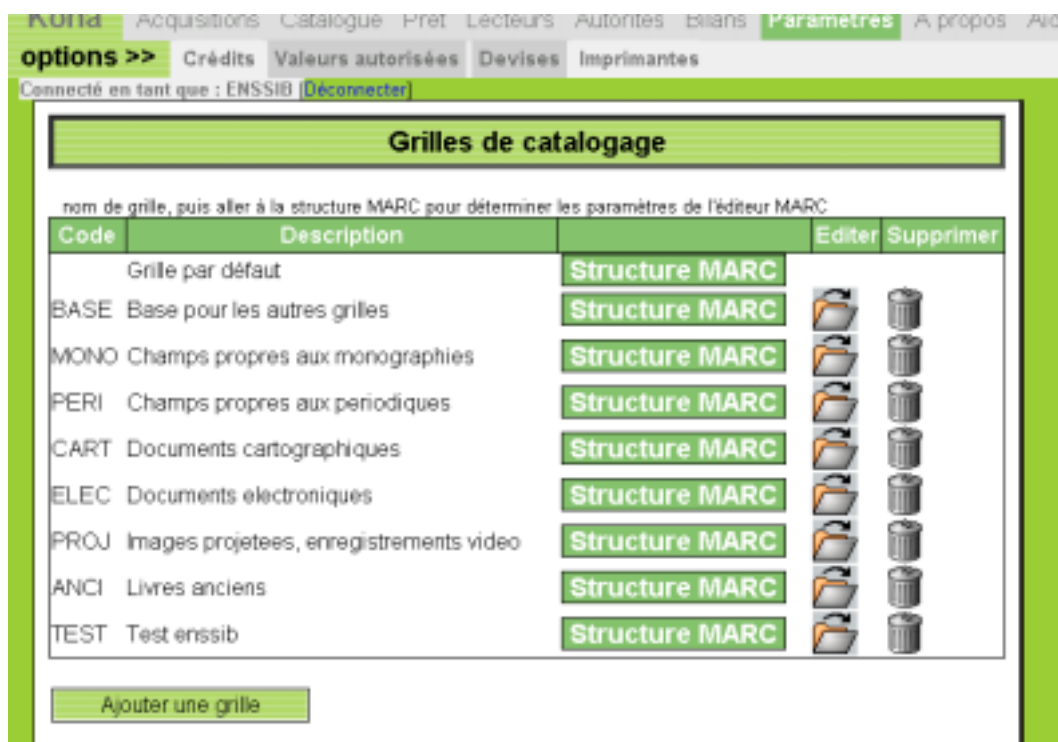 Koha Acquisitions Catalogue Prêt Lecteurs Autorités Bilans Paramètres A propos
options >> Crédits Valeurs autorisées Devises Imprimantes
Connecté en tant que : ENSSIB [Déconnecter]
Grilles de catalogage
nom de grille, puis aller à la structure MARC pour déterminer les paramètres de l'éditeur MARC
Code Description Editer Supprimer
Grille par défaut Structure MARC
BASE Base pour les autres grilles Structure MARC
MONO Champs propres aux monographies Structure MARC
PERI Champs propres aux periodiques Structure MARC
CART Documents cartographiques Structure MARC
ELEC Documents electroniques Structure MARC
PROJ Images projetees, enregistrements video Structure MARC
ANCI Livres anciens Structure MARC
TEST Test enssib Structure MARC
Ajouter une grille